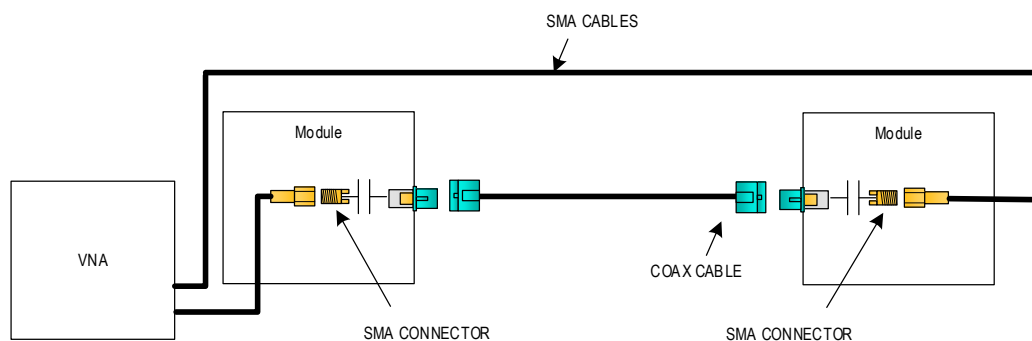 SMA CABLES
Module
Module
VNA
COAX CABLE
SMA CONNECTOR
SMA CONNECTOR